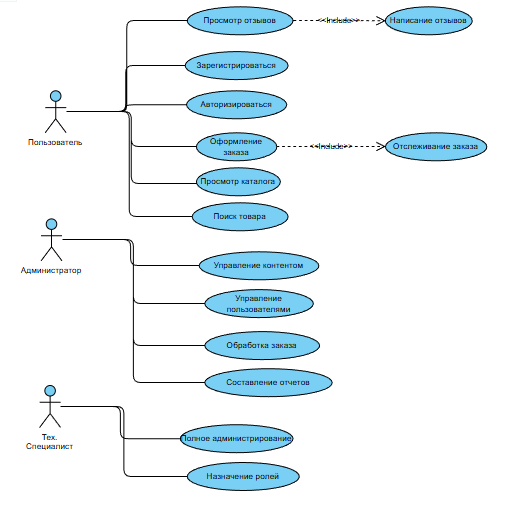 Просмотр отзывов
<<Include>>
Написание отзывов
Зарегистрироваться
Авторизироваться
Пользователь
Оформление
заказа
<<Include>>
Отслеживание заказа
Просмотр каталога
Поиск товара
Администратор
Управление контентом
Управление
пользователями
Обработка заказа
Составление отчетов
Тех.
Специалист
Полное администрирование
Назначение ролей